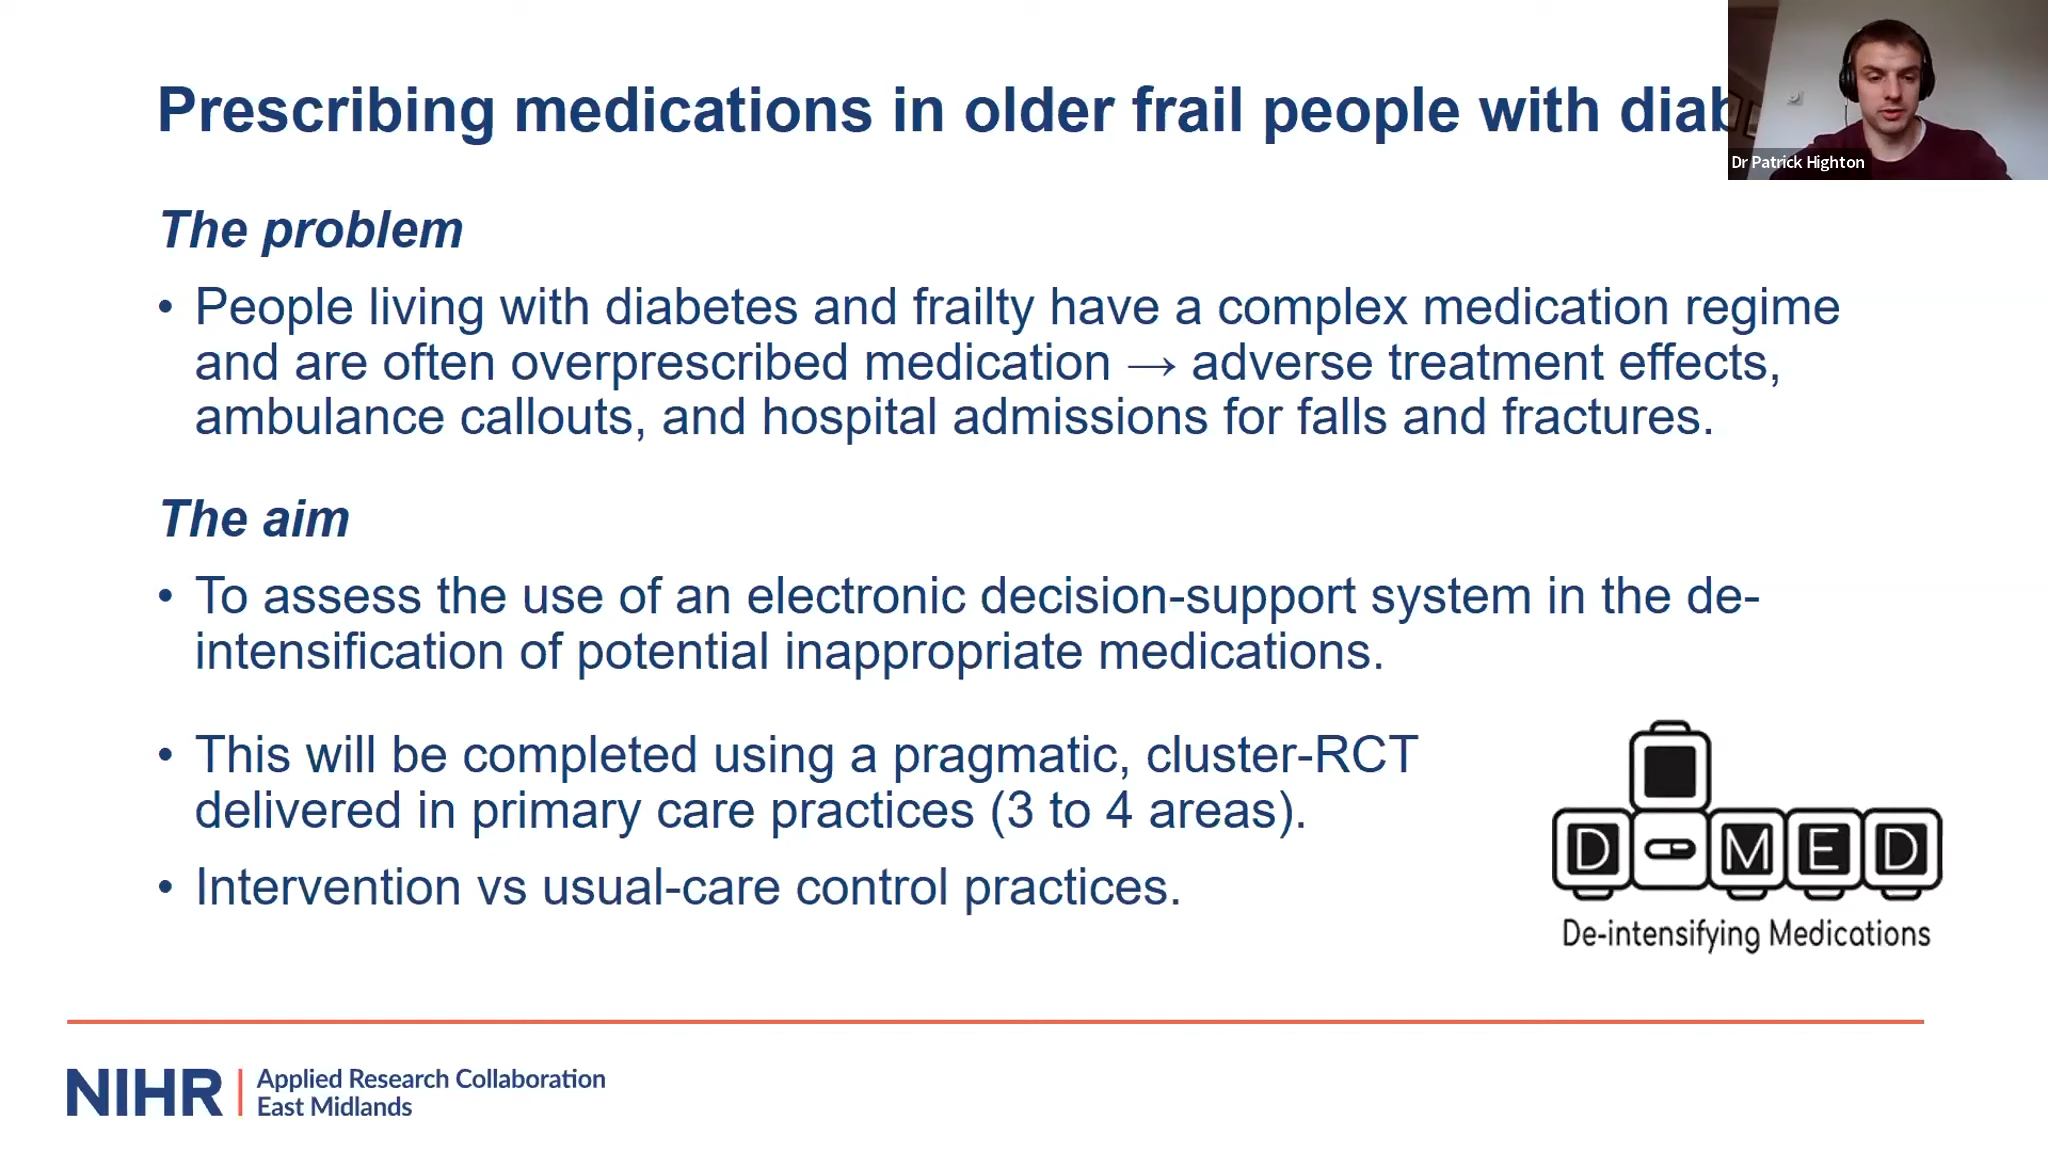 Prescribing medications in older frail people with diab
Dr Patrick Highton
The problem
• People living with diabetes and frailty have a complex medication regime
and are often overprescribed medication → adverse treatment effects,
ambulance callouts, and hospital admissions for falls and fractures.
The aim
• To assess the use of an electronic decision-support system in the de-
intensification of potential inappropriate medications.
• This will be completed using a pragmatic, cluster-RCT
delivered in primary care practices (3 to 4 areas).
• Intervention vs usual-care control practices.
D-MED
De-intensifying Medications
NIHR | Applied Research Collaboration
East Midlands